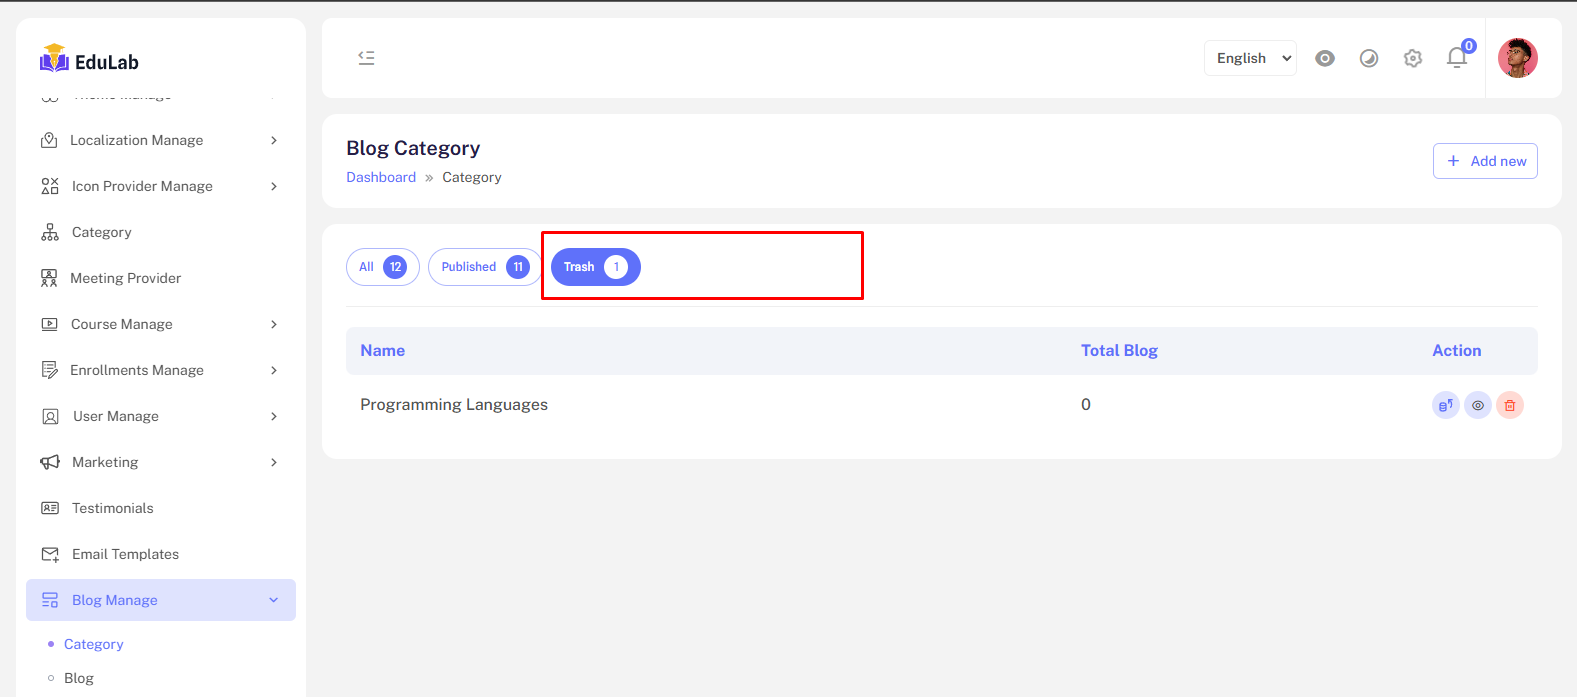 EduLab
Localization Manage
Icon Provider Manage
Category
Meeting Provider
Course Manage
Enrollments Manage
User Manage
Marketing
Testimonials
Email Templates
Blog Manage
Category
Blog
English
0
Blog Category
Dashboard » Category
+ Add new
All 12 Published 11 Trash 1
Name Total Blog Action
Programming Languages 0